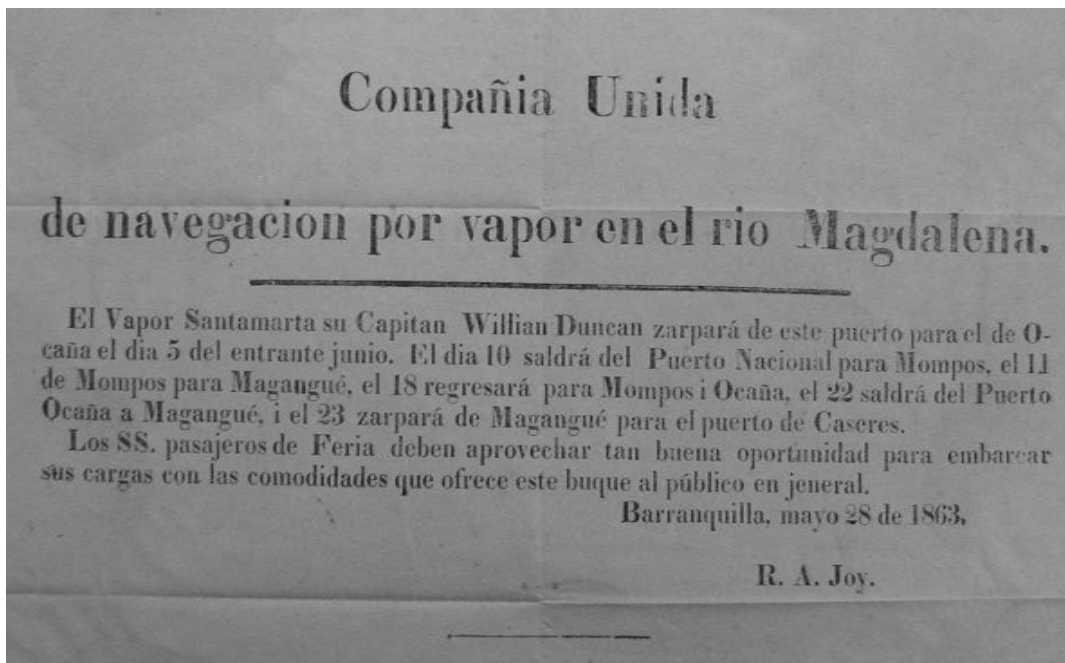 Compañia Unida
de navegacion por vapor en el rio Magdalena.
El Vapor Santamarta su Capitan Willian Duncan zarpará de este puerto para el de O-
caña el dia 5 del entrante junio. El dia 10 saldrá del Puerto Nacional para Mompos, el 11
de Mompos para Magangué, el 18 regresará para Mompos i Ocaña, el 22 saldrá del Puerto
Ocaña a Magangué, i el 23 zarpará de Magangué para el puerto de Caseres.
Los SS. pasajeros de Feria deben aprovechar tan buena oportunidad para embarcar
sus cargas con las comodidades que ofrece este buque al público en jeneral.
Barranquilla, mayo 28 de 1863.
R. A. Joy.